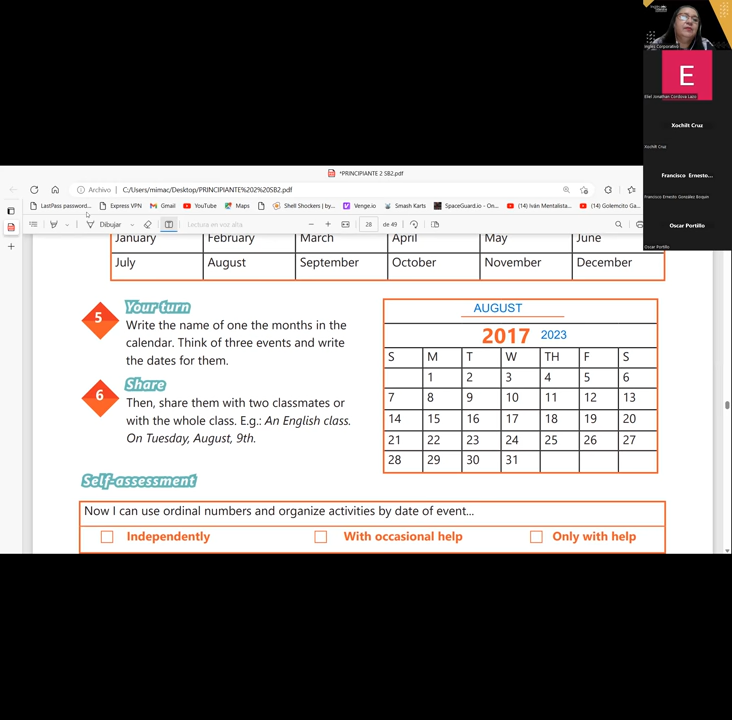 Inglés Corporativo
E
Eliel Jonathan Cordova Lazo
Xochilt Cruz
Xochilt Cruz
Francisco Ernesto...
Francisco Ernesto González Boquin
Oscar Portillo
Oscar Portillo
*PRINCIPIANTE 2 SB2.pdf
Archivo C:/Users/mimac/Desktop/PRINCIPIANTE%202%20SB2.pdf
LastPass password... Express VPN Gmail YouTube Maps Shell Shockers | by... Venge.io Smash Karts SpaceGuard.io - On... (14) Iván Mentalista... (14) Golemcito Ga...
Dibujar Lectura en voz alta 28 de 49
January February March April May June
July August September October November December
5 Your turn
Write the name of one the months in the
calendar. Think of three events and write
the dates for them.
6 Share
Then, share them with two classmates or
with the whole class. E.g.: An English class.
On Tuesday, August, 9th.
AUGUST
2017 2023
S M T W TH F S
1 2 3 4 5 6
7 8 9 10 11 12 13
14 15 16 17 18 19 20
21 22 23 24 25 26 27
28 29 30 31
Self-assessment
Now I can use ordinal numbers and organize activities by date of event...
Independently With occasional help Only with help